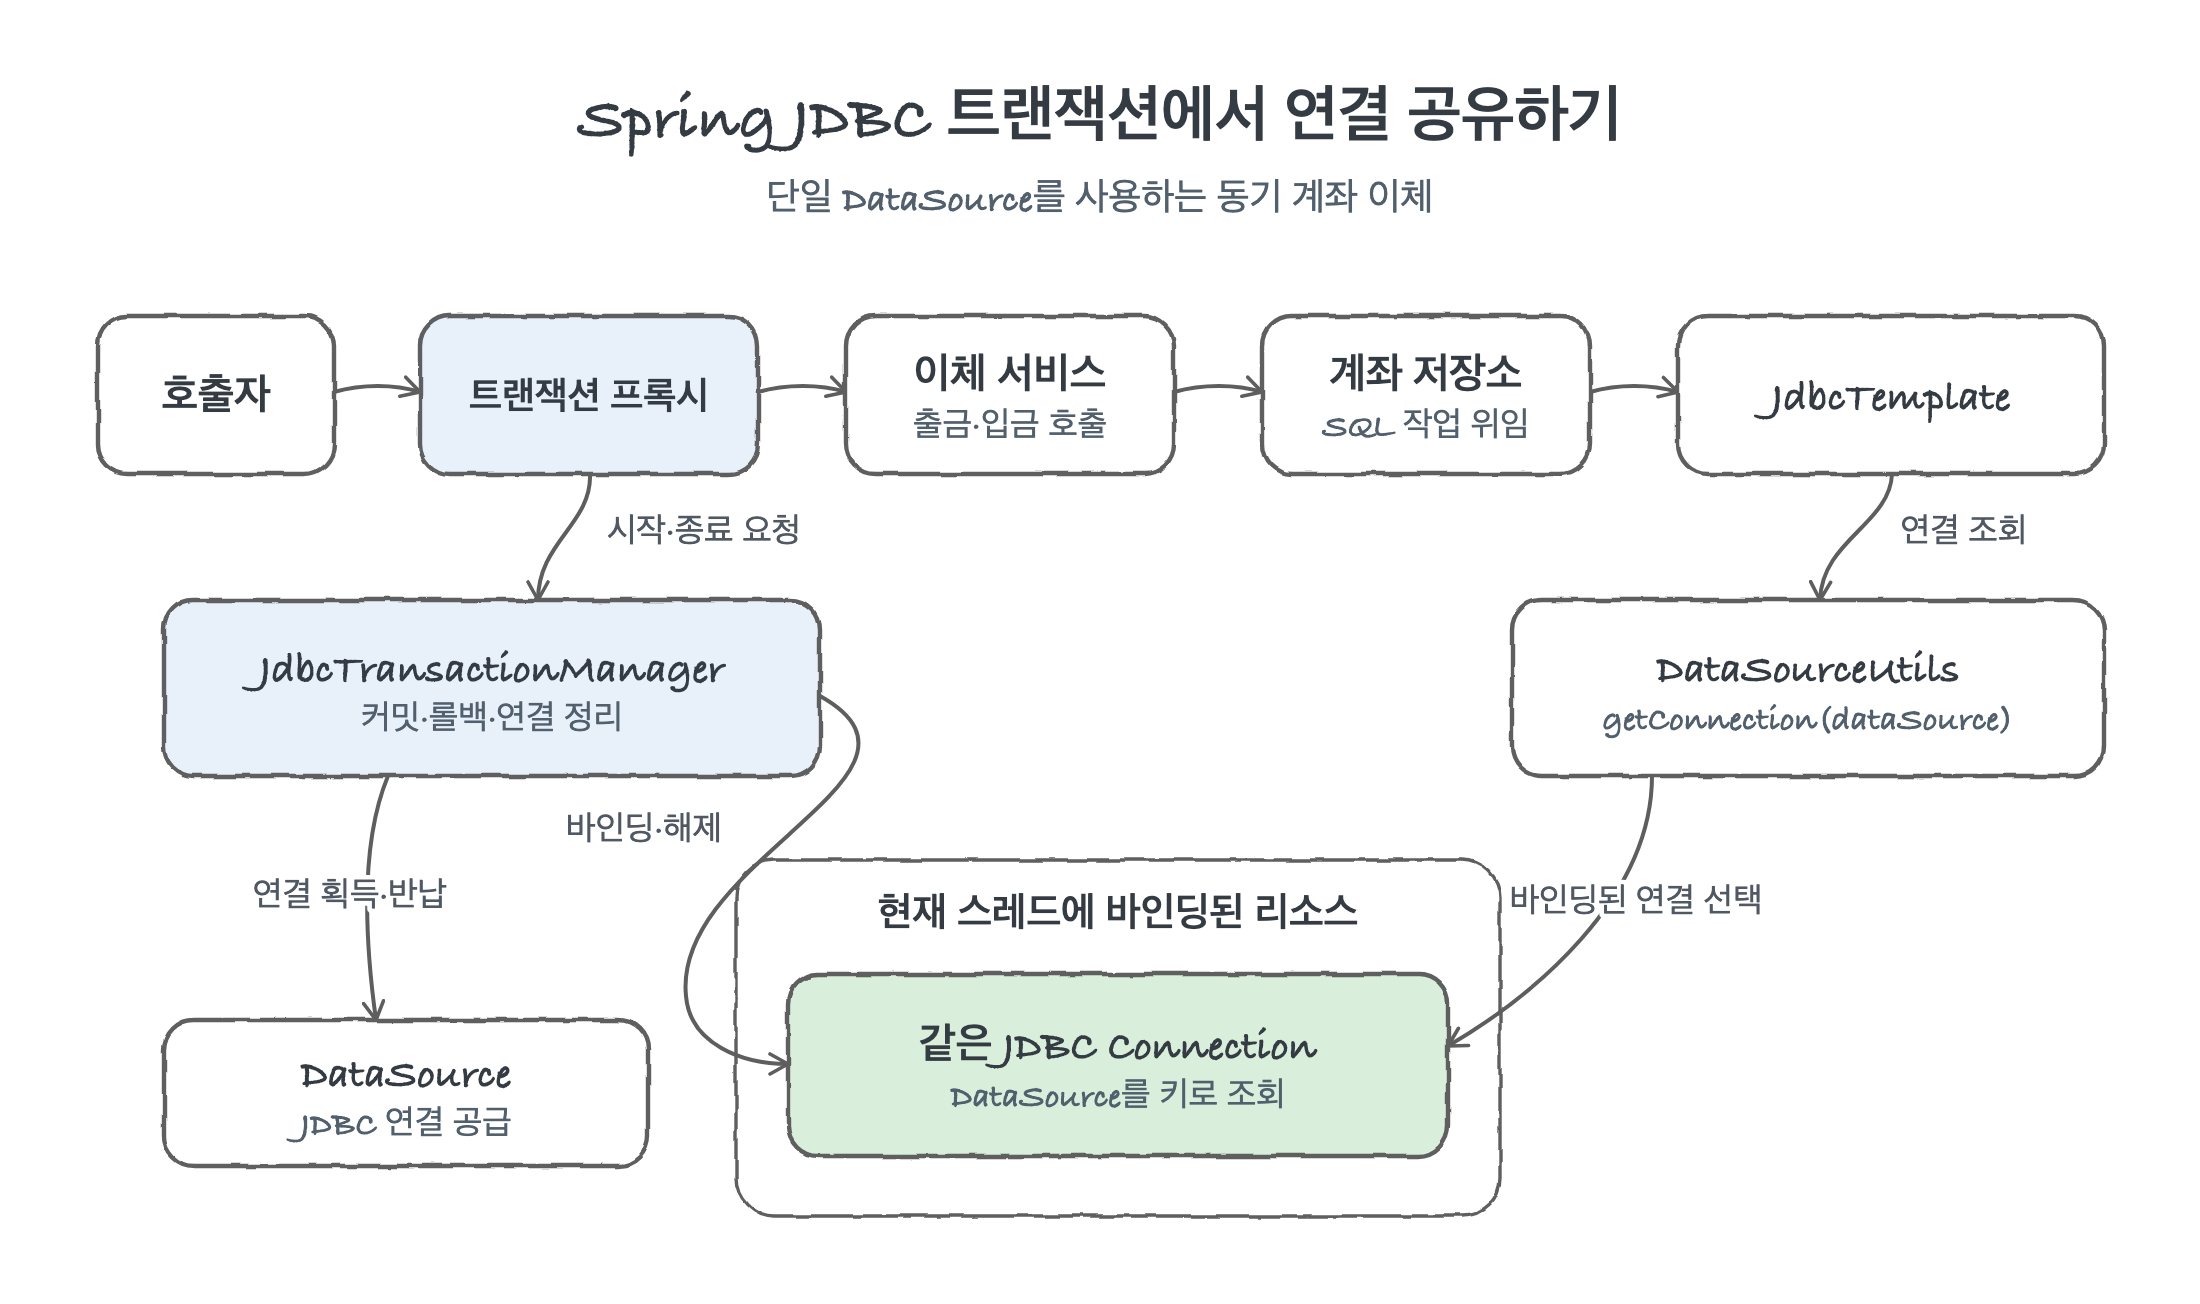 Spring JDBC 트랜잭션에서 연결 공유하기
단일 DataSource를 사용하는 동기 계좌 이체
호출자
트랜잭션 프록시
이체 서비스
출금·입금 호출
계좌 저장소
SQL 작업 위임
JdbcTemplate
시작·종료 요청
연결 조회
JdbcTransactionManager
커밋·롤백·연결 정리
DataSourceUtils
getConnection(dataSource)
바인딩·해제
연결 획득·반납
바인딩된 연결 선택
현재 스레드에 바인딩된 리소스
같은 JDBC Connection
DataSource를 키로 조회
DataSource
JDBC 연결 공급